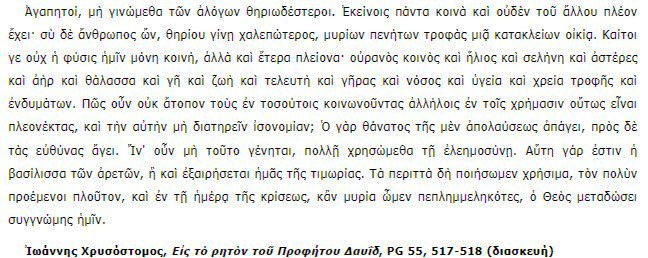 Ἀγαπητοί, μὴ γινώμεθα τῶν ἀλόγων θηριωδέστεροι. Ἐκείνοις πάντα κοινὰ καὶ οὐδὲν τοῦ ἄλλου πλέον
ἔχει· σὺ δὲ ἄνθρωπος ὤν, θηρίου γίνῃ χαλεπώτερος, μυρίων πενήτων τροφὰς μιᾷ κατακλείων οἰκίᾳ. Καίτοι
γε οὐχ ἡ φύσις ἡμῖν μόνη κοινή, ἀλλὰ καὶ ἕτερα πλείονα· οὐρανὸς κοινὸς καὶ ἥλιος καὶ σελήνη καὶ ἀστέρες
καὶ ἀὴρ καὶ θάλασσα καὶ γῆ καὶ ζωὴ καὶ τελευτὴ καὶ γῆρας καὶ νόσος καὶ ὑγεία καὶ χρεία τροφῆς καὶ
ἐνδυμάτων. Πῶς οὖν οὐκ ἄτοπον τοὺς ἐν τοσούτοις κοινωνοῦντας ἀλλήλοις ἐν τοῖς χρήμασιν οὕτως εἶναι
πλεονέκτας, καὶ τὴν αὐτὴν μὴ διατηρεῖν ἰσονομίαν; Ὁ γὰρ θάνατος τῆς μὲν ἀπολαύσεως ἀπάγει, πρὸς δὲ
τὰς εὐθύνας ἄγει. Ἵν' οὖν μὴ τοῦτο γένηται, πολλῇ χρησώμεθα τῇ ἐλεημοσύνῃ. Αὕτη γάρ ἐστιν ἡ
βασίλισσα τῶν ἀρετῶν, ἣ καὶ ἐξαιρήσεται ἡμᾶς τῆς τιμωρίας. Τὰ περιττὰ δὴ ποιήσωμεν χρήσιμα, τὸν πολὺν
προέμενοι πλοῦτον, καὶ ἐν τῇ ἡμέρᾳ τῆς κρίσεως, κἂν μυρία ὦμεν πεπλημμεληκότες, ὁ Θεὸς μεταδώσει
συγγνώμης ἡμῖν.
Ἰωάννης Χρυσόστομος, Εἰς τὸ ρητὸν τοῦ Προφήτου Δαυΐδ, PG 55, 517-518 (διασκευή)